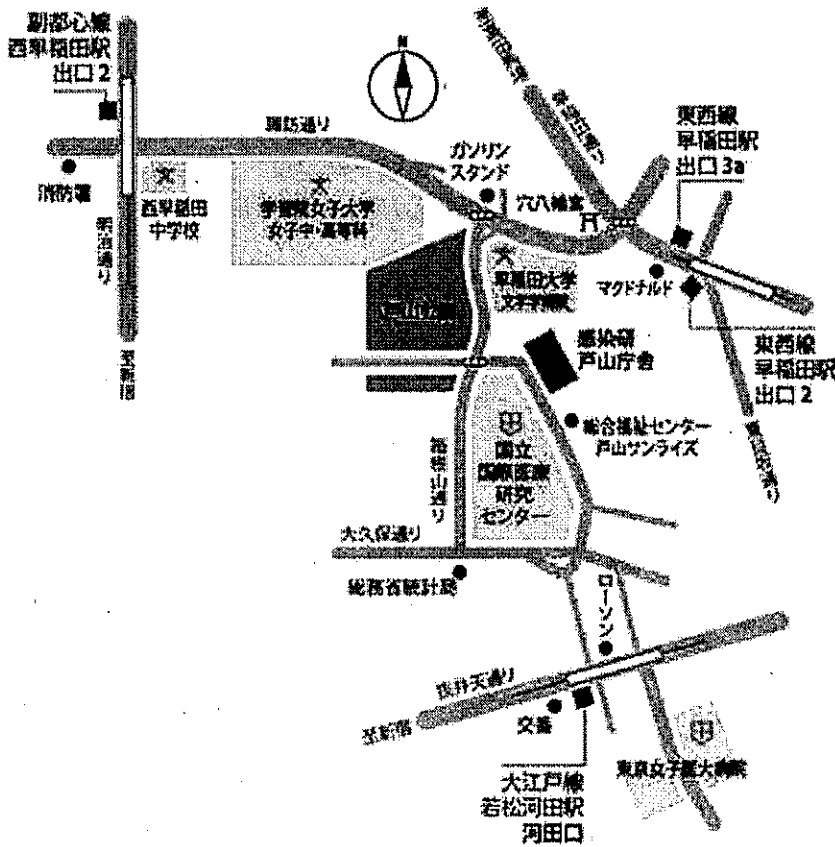 副都心線
西早稲田駅
出口2
N
諏訪通り
消防署
明治通り
西早稲田
中学校
学習院女子大学
女子中・高等科
ガソリン
スタンド
穴八幡宮
東西線
早稲田駅
出口3a
早稲田大学
文学学術院
マクドナルド
東西線
早稲田駅
出口2
感染研
戸山庁舎
総合福祉センター
戸山サンライズ
国立
国際医療
研究
センター
箱根山通り
大久保通り
総務省統計局
ローソン
至新宿
交番
大江戸線
若松河田駅
河田口
東京女子医大病院